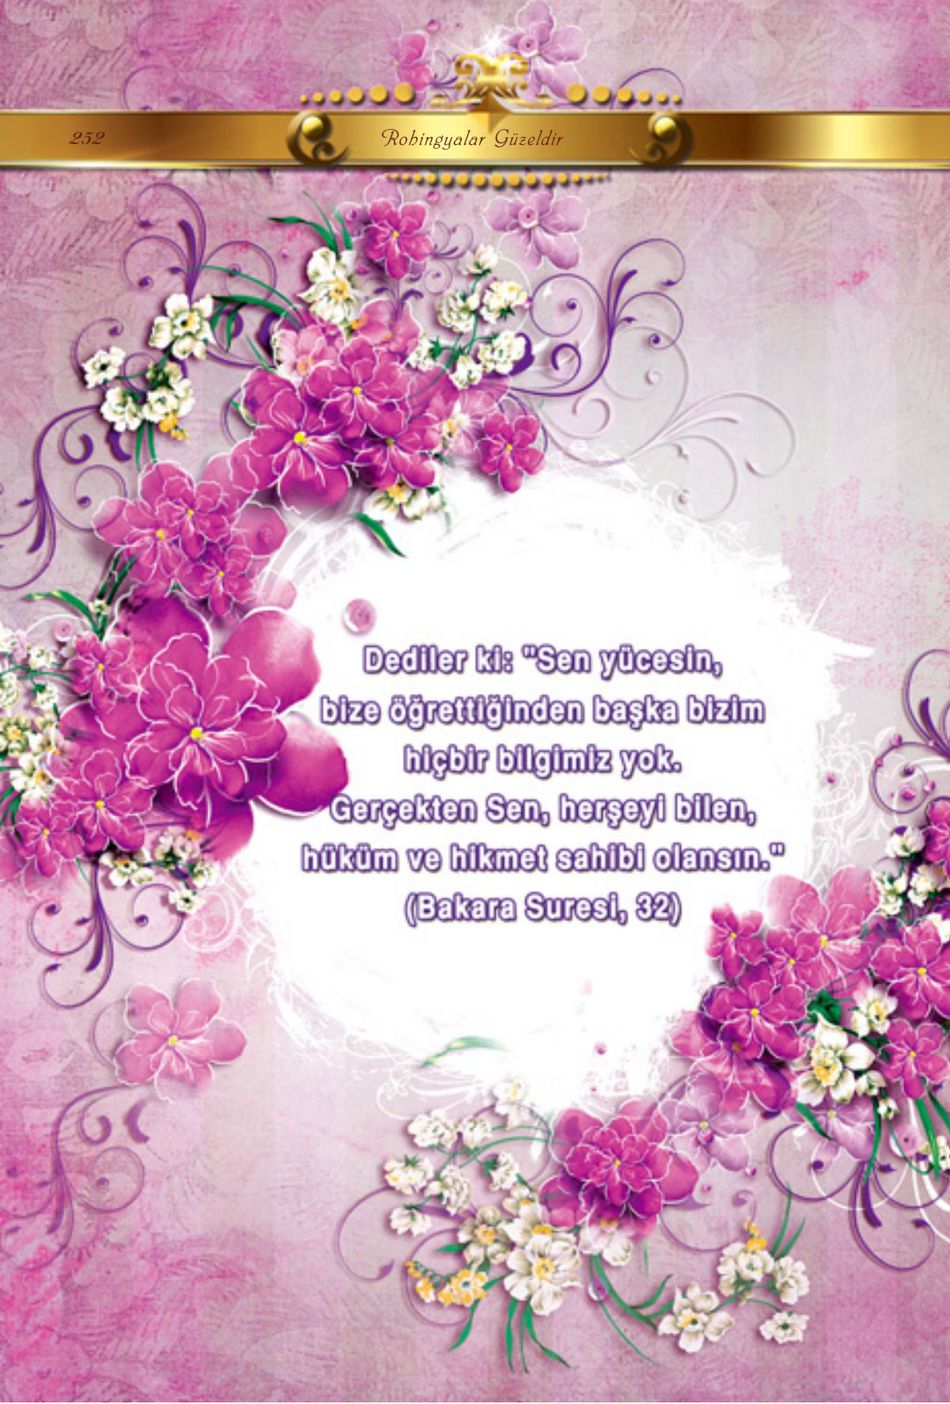 252
Rohingyalar Güzeldir
Dediler ki: "Sen yücesin,
bize öğrettiğinden başka bizim
hiçbir bilgimiz yok.
Gerçekten Sen, herşeyi bilen,
hüküm ve hikmet sahibi olansın."
(Bakara Suresi, 32)